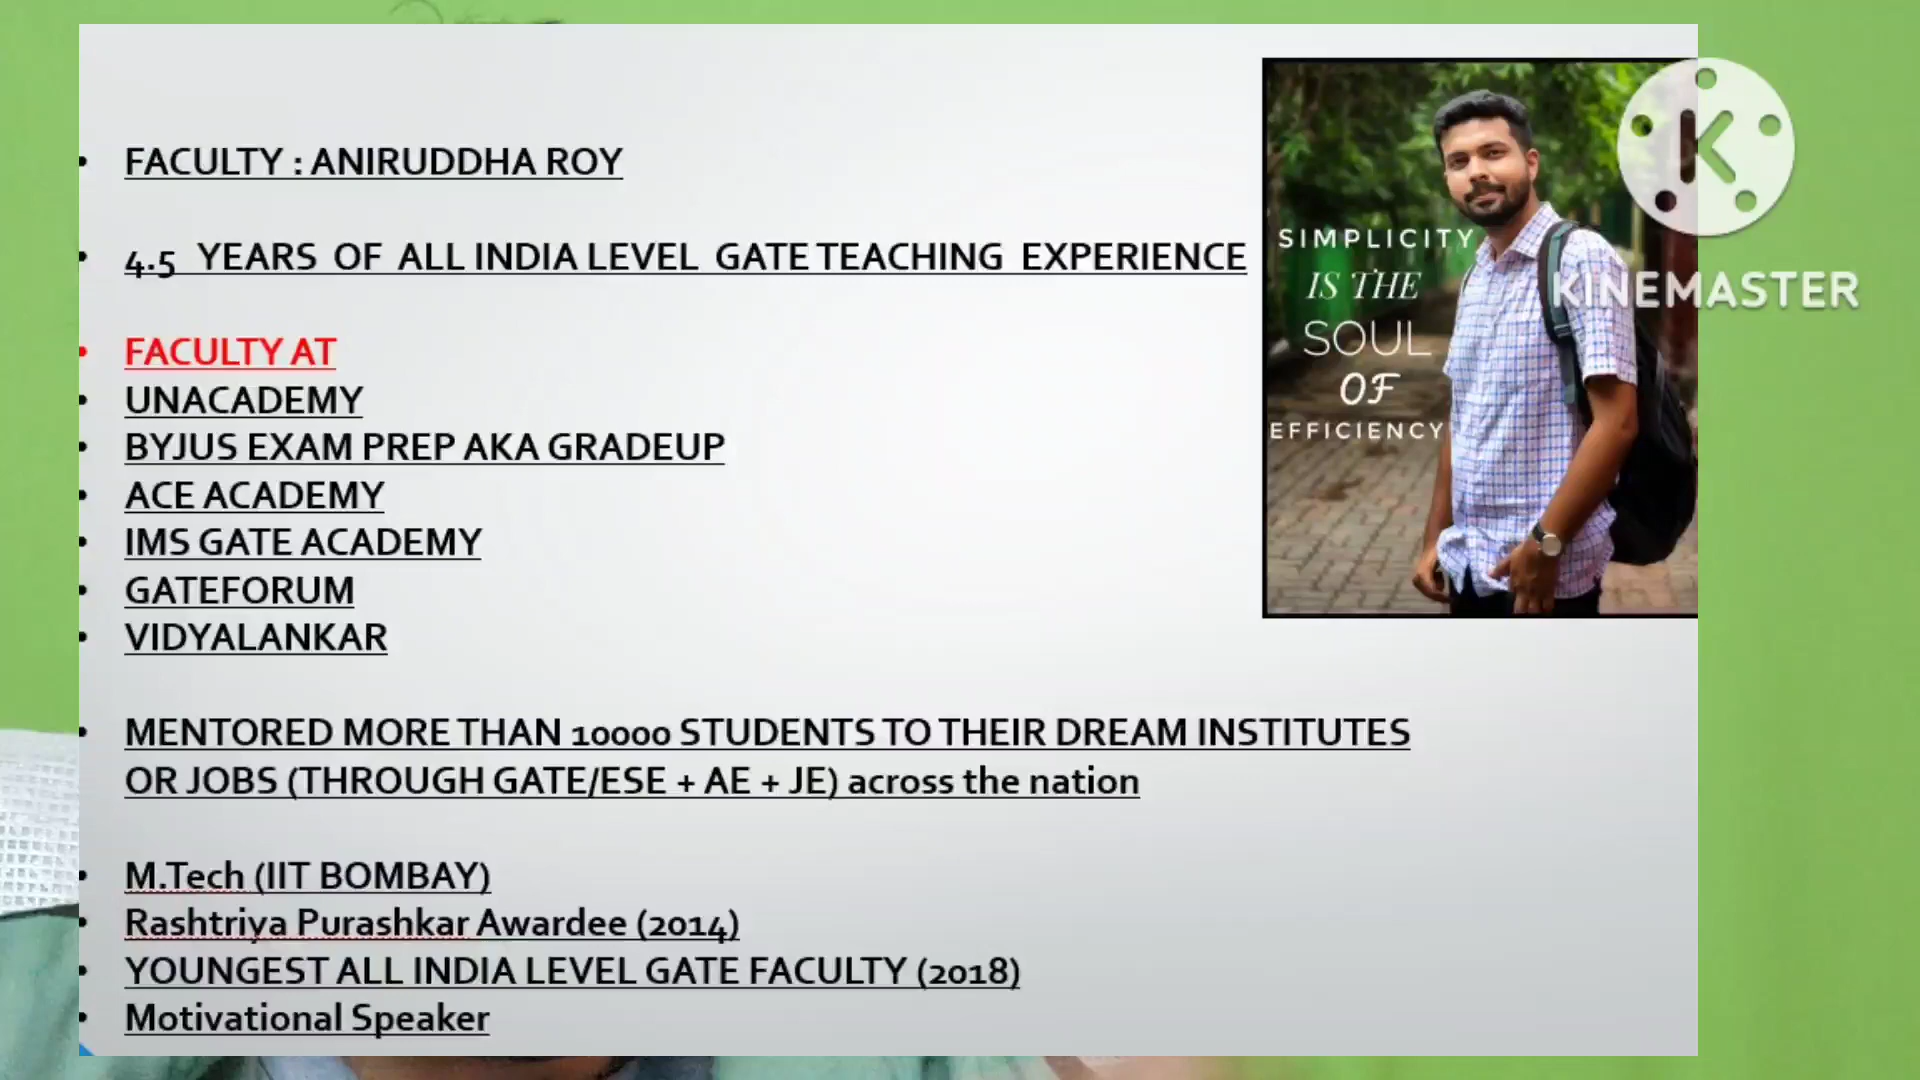 FACULTY : ANIRUDDHA ROY
4.5 YEARS OF ALL INDIA LEVEL GATE TEACHING EXPERIENCE
FACULTY AT
UNACADEMY
BYJUS EXAM PREP AKA GRADEUP
ACE ACADEMY
IMS GATE ACADEMY
GATEFORUM
VIDYALANKAR
MENTORED MORE THAN 10000 STUDENTS TO THEIR DREAM INSTITUTES
OR JOBS (THROUGH GATE/ESE + AE + JE) across the nation
M.Tech (IIT BOMBAY)
Rashtriya Purashkar Awardee (2014)
YOUNGEST ALL INDIA LEVEL GATE FACULTY (2018)
Motivational Speaker
SIMPLICITY
IS THE
SOUL
OF
EFFICIENCY
K
KINEMASTER